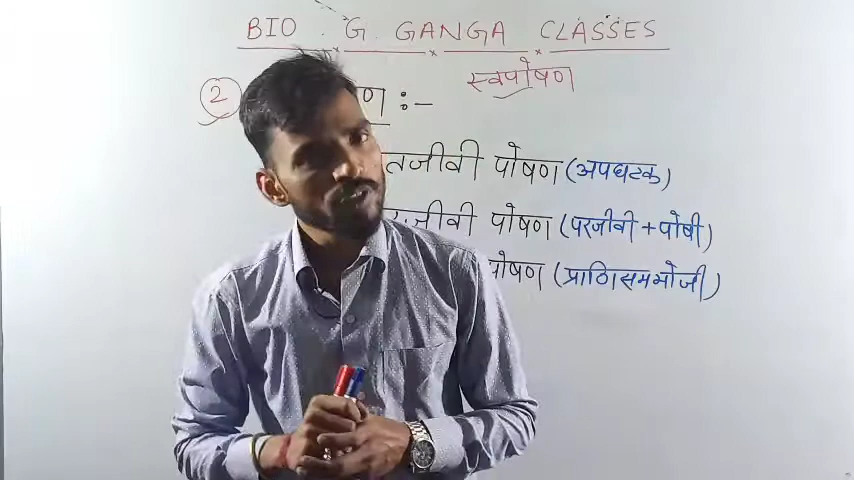 BIO . G. GANGA CLASSES
स्वपोषण
2 ण :-
तजीवी पोषण (अपघटक)
जीवी पोषण (परजीवी + पोषी)
पोषण (प्राणिसमभोजी)